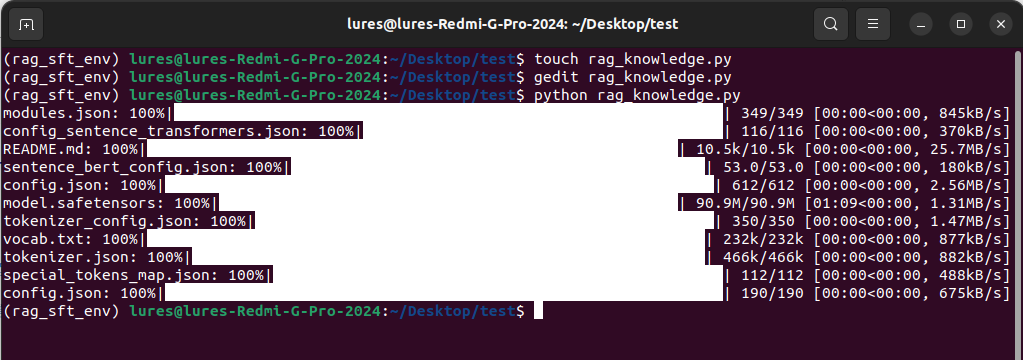 lures@lures-Redmi-G-Pro-2024: ~/Desktop/test
(rag_sft_env) lures@lures-Redmi-G-Pro-2024:~/Desktop/test$ touch rag_knowledge.py
(rag_sft_env) lures@lures-Redmi-G-Pro-2024:~/Desktop/test$ gedit rag_knowledge.py
(rag_sft_env) lures@lures-Redmi-G-Pro-2024:~/Desktop/test$ python rag_knowledge.py
modules.json: 100%| | 349/349 [00:00<00:00, 845kB/s]
config_sentence_transformers.json: 100%| | 116/116 [00:00<00:00, 370kB/s]
README.md: 100%| | 10.5k/10.5k [00:00<00:00, 25.7MB/s]
sentence_bert_config.json: 100%| | 53.0/53.0 [00:00<00:00, 180kB/s]
config.json: 100%| | 612/612 [00:00<00:00, 2.56MB/s]
model.safetensors: 100%| | 90.9M/90.9M [01:09<00:00, 1.31MB/s]
tokenizer_config.json: 100%| | 350/350 [00:00<00:00, 1.47MB/s]
vocab.txt: 100%| | 232k/232k [00:00<00:00, 877kB/s]
tokenizer.json: 100%| | 466k/466k [00:00<00:00, 882kB/s]
special_tokens_map.json: 100%| | 112/112 [00:00<00:00, 488kB/s]
config.json: 100%| | 190/190 [00:00<00:00, 675kB/s]
(rag_sft_env) lures@lures-Redmi-G-Pro-2024:~/Desktop/test$